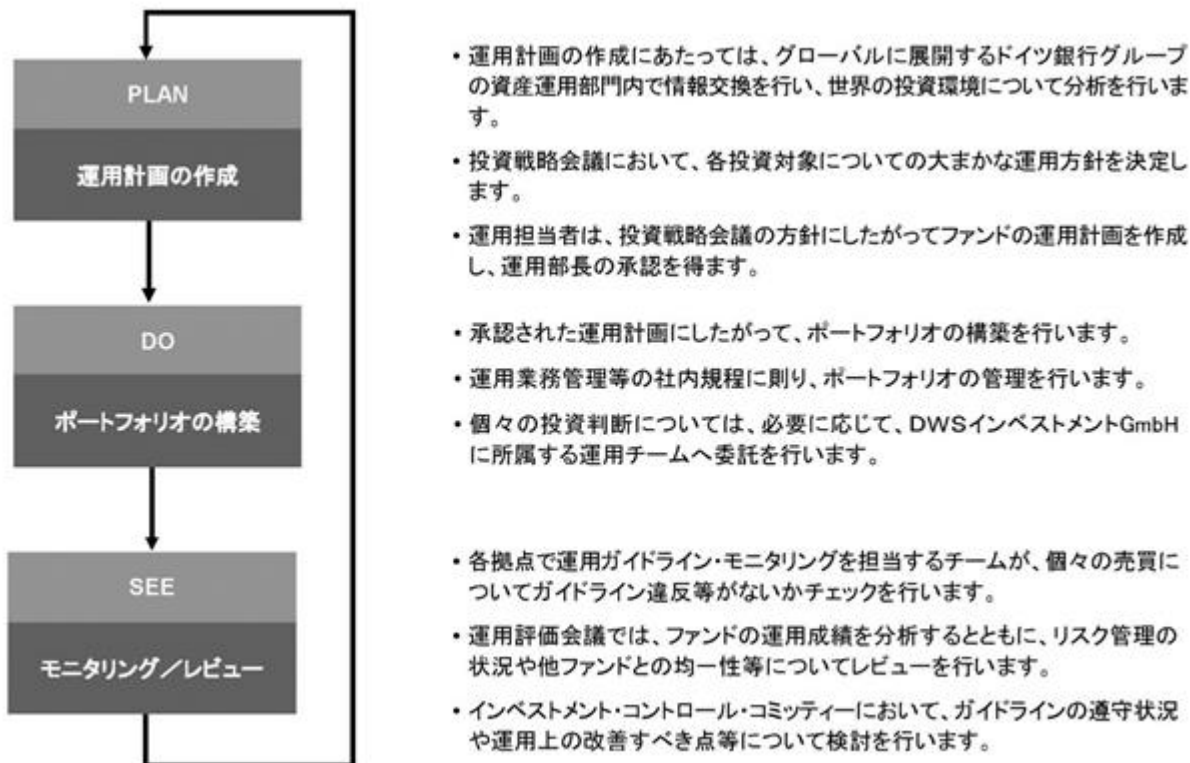 PLAN
運用計画の作成
・運用計画の作成にあたっては、グローバルに展開するドイツ銀行グループ
の資産運用部門内で情報交換を行い、世界の投資環境について分析を行いま
す。
・投資戦略会議において、各投資対象についての大まかな運用方針を決定し
ます。
・運用担当者は、投資戦略会議の方針にしたがってファンドの運用計画を作成
し、運用部長の承認を得ます。
DO
ポートフォリオの構築
・承認された運用計画にしたがって、ポートフォリオの構築を行います。
・運用業務管理等の社内規程に則り、ポートフォリオの管理を行います。
・個々の投資判断については、必要に応じて、DWSインベストメントGmbH
に所属する運用チームへ委託を行います。
SEE
モニタリング／レビュー
・各拠点で運用ガイドライン・モニタリングを担当するチームが、個々の売買に
ついてガイドライン違反等がないかチェックを行います。
・運用評価会議では、ファンドの運用成績を分析するとともに、リスク管理の
状況や他ファンドとの均一性等についてレビューを行います。
・インベストメント・コントロール・コミッティーにおいて、ガイドラインの遵守状況
や運用上の改善すべき点等について検討を行います。